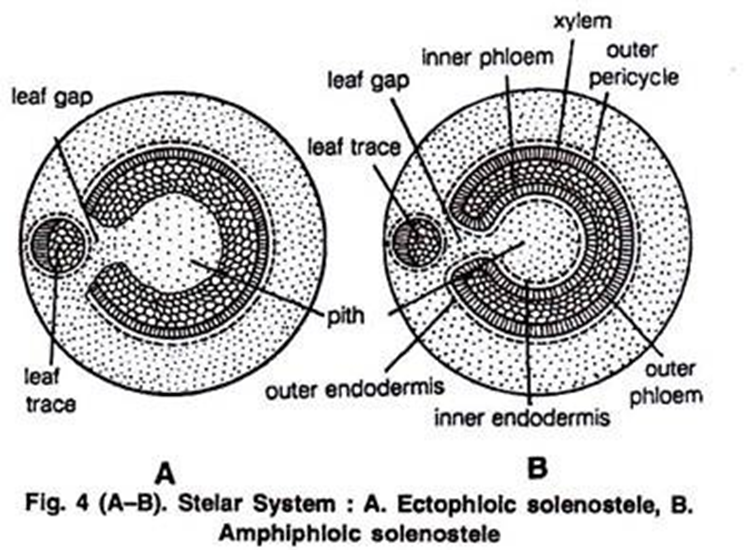 xylem
inner phloem
outer
pericycle
leaf gap
leaf gap
leaf trace
pith
leaf
trace
outer endodermis
outer
phloem
inner endodermis
A
B
Fig. 4 (A–B). Stelar System : A. Ectophloic solenostele, B.
Amphiphloic solenostele